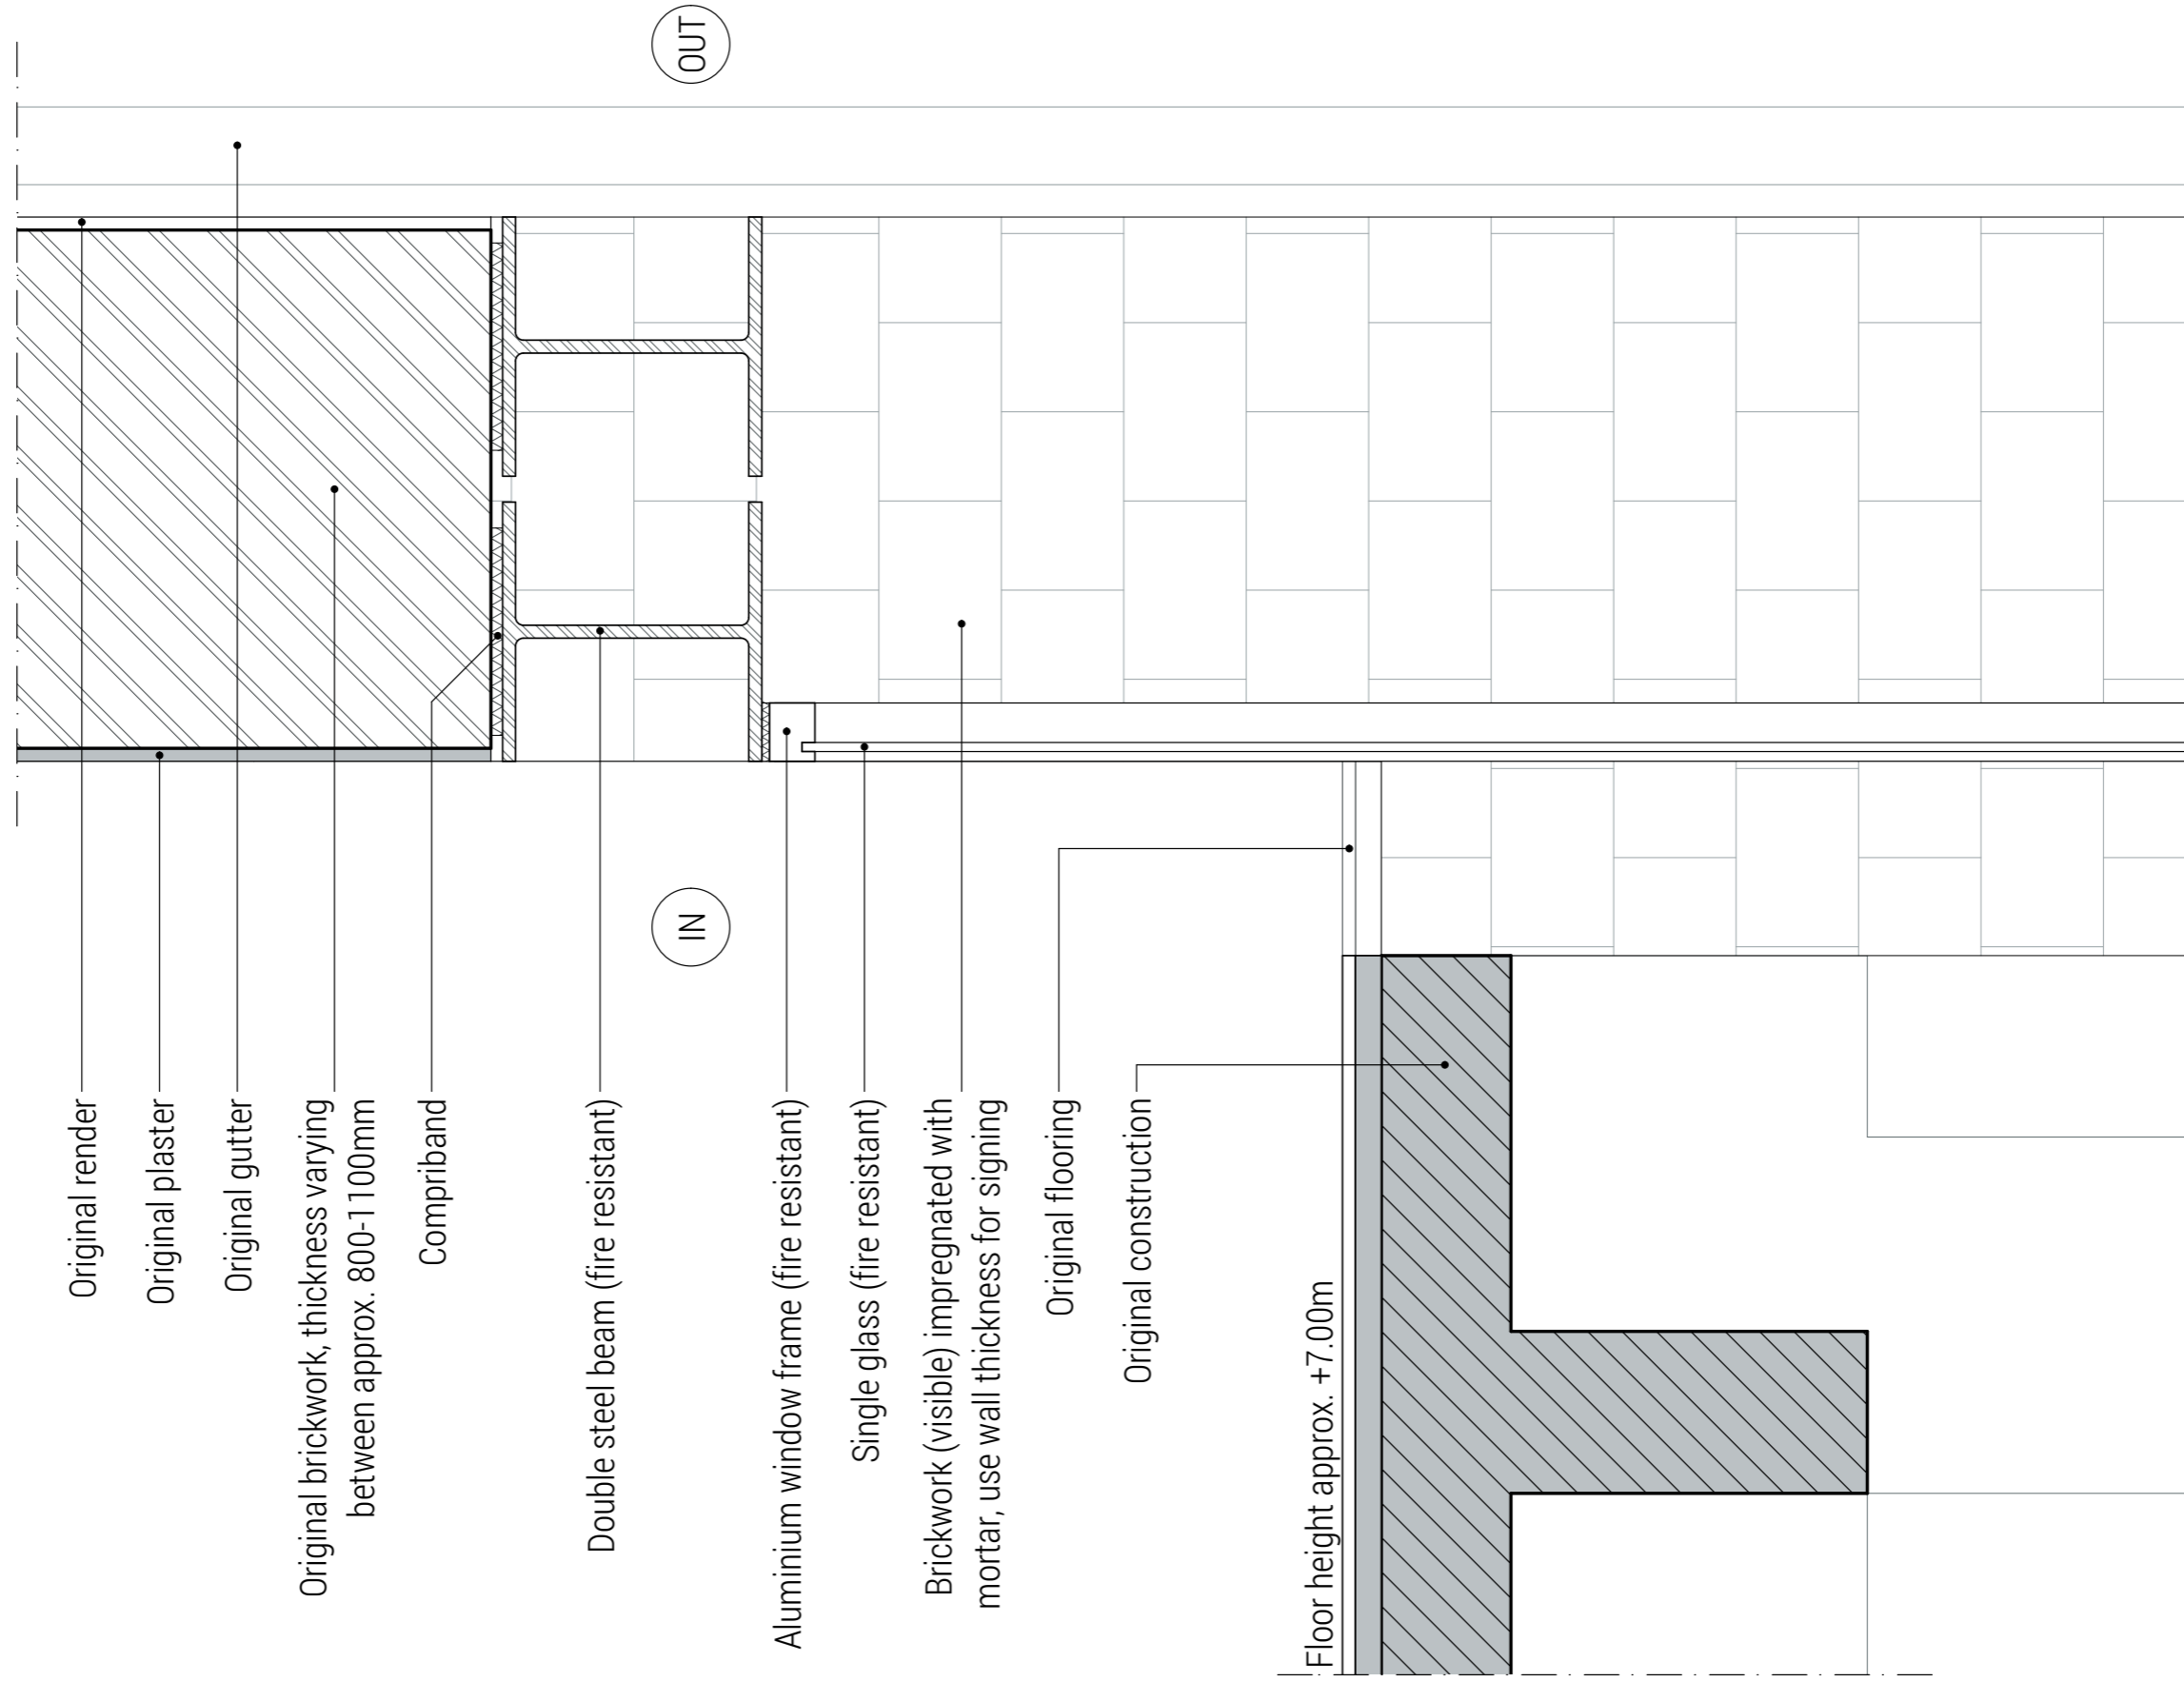 OUT
IN
Original render
Original plaster
Original gutter
Original brickwork, thickness varying
between approx. 800-1100mm
Compriband
Double steel beam (fire resistant)
Aluminium window frame (fire resistant)
Single glass (fire resistant)
Brickwork (visible) impregnated with
mortar, use wall thickness for signing
Original flooring
Original construction
Floor height approx. +7.00m